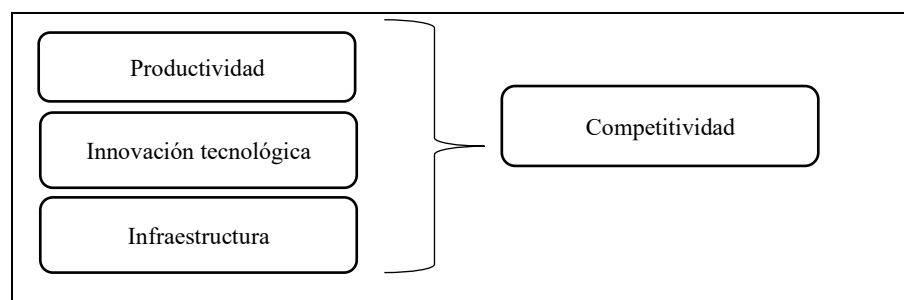 Productividad
Innovación tecnológica
Infraestructura
Competitividad